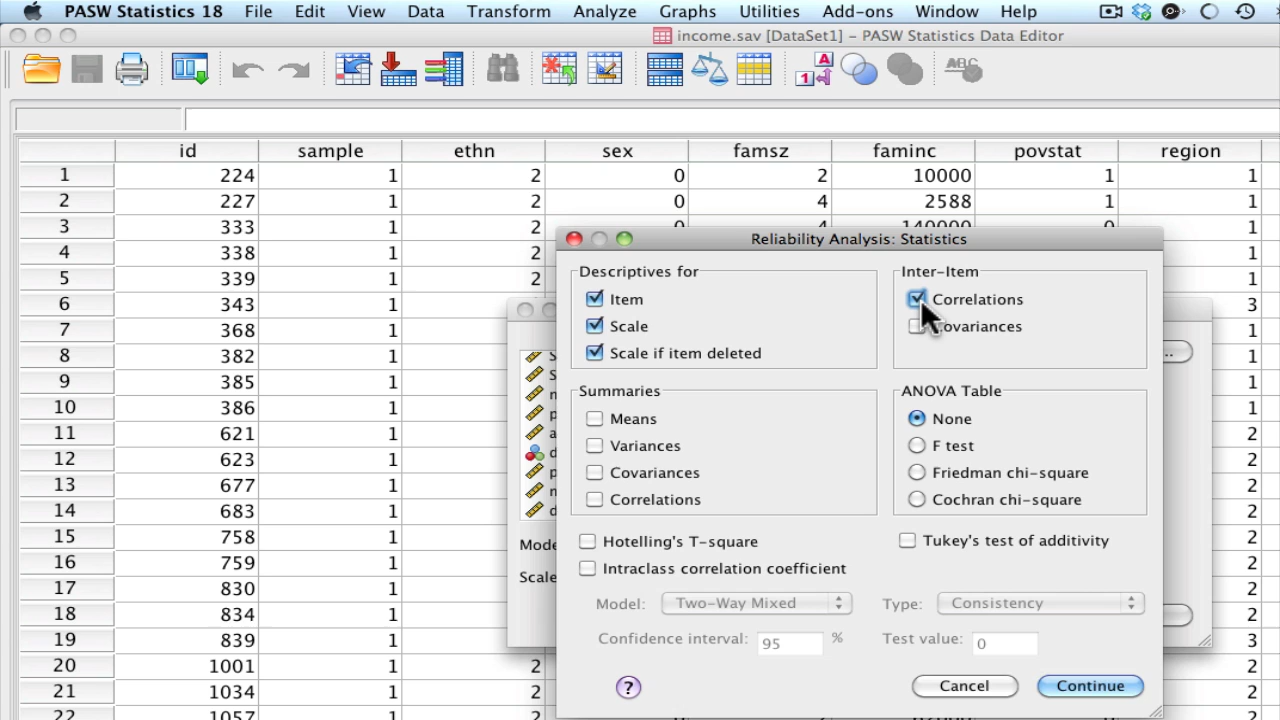 PASW Statistics 18 File Edit View Data Transform Analyze Graphs Utilities Add-ons Window Help
income.sav [DataSet1] – PASW Statistics Data Editor
id sample ethn sex famsz faminc povstat region
1 224 1 2 0 2 10000 1 1
2 227 1 2 0 4 2588 1 1
3 333 1 2 0 4 140000 0 1
4 338 1 2 1
5 339 1 2 1
6 343 1 3
7 368 1 1
8 382 1 1
9 385 1 1
10 386 1 1
11 621 1 2
12 623 1 2
13 677 1 2
14 683 1 2
15 758 1 2
16 759 1 2
17 830 1 2
18 834 1 2
19 839 1 3
20 1001 1 2 2
21 1034 1 2 2
22 1057 1 2
Reliability Analysis: Statistics
Descriptives for
Item
Scale
Scale if item deleted
Inter-Item
Correlations
Summaries
Means
Variances
Covariances
Correlations
ANOVA Table
None
F test
Friedman chi-square
Cochran chi-square
Hotelling's T-square
Tukey's test of additivity
Intraclass correlation coefficient
Model: Two-Way Mixed Type: Consistency
Confidence interval: 95 % Test value: 0
? Cancel Continue
Scale